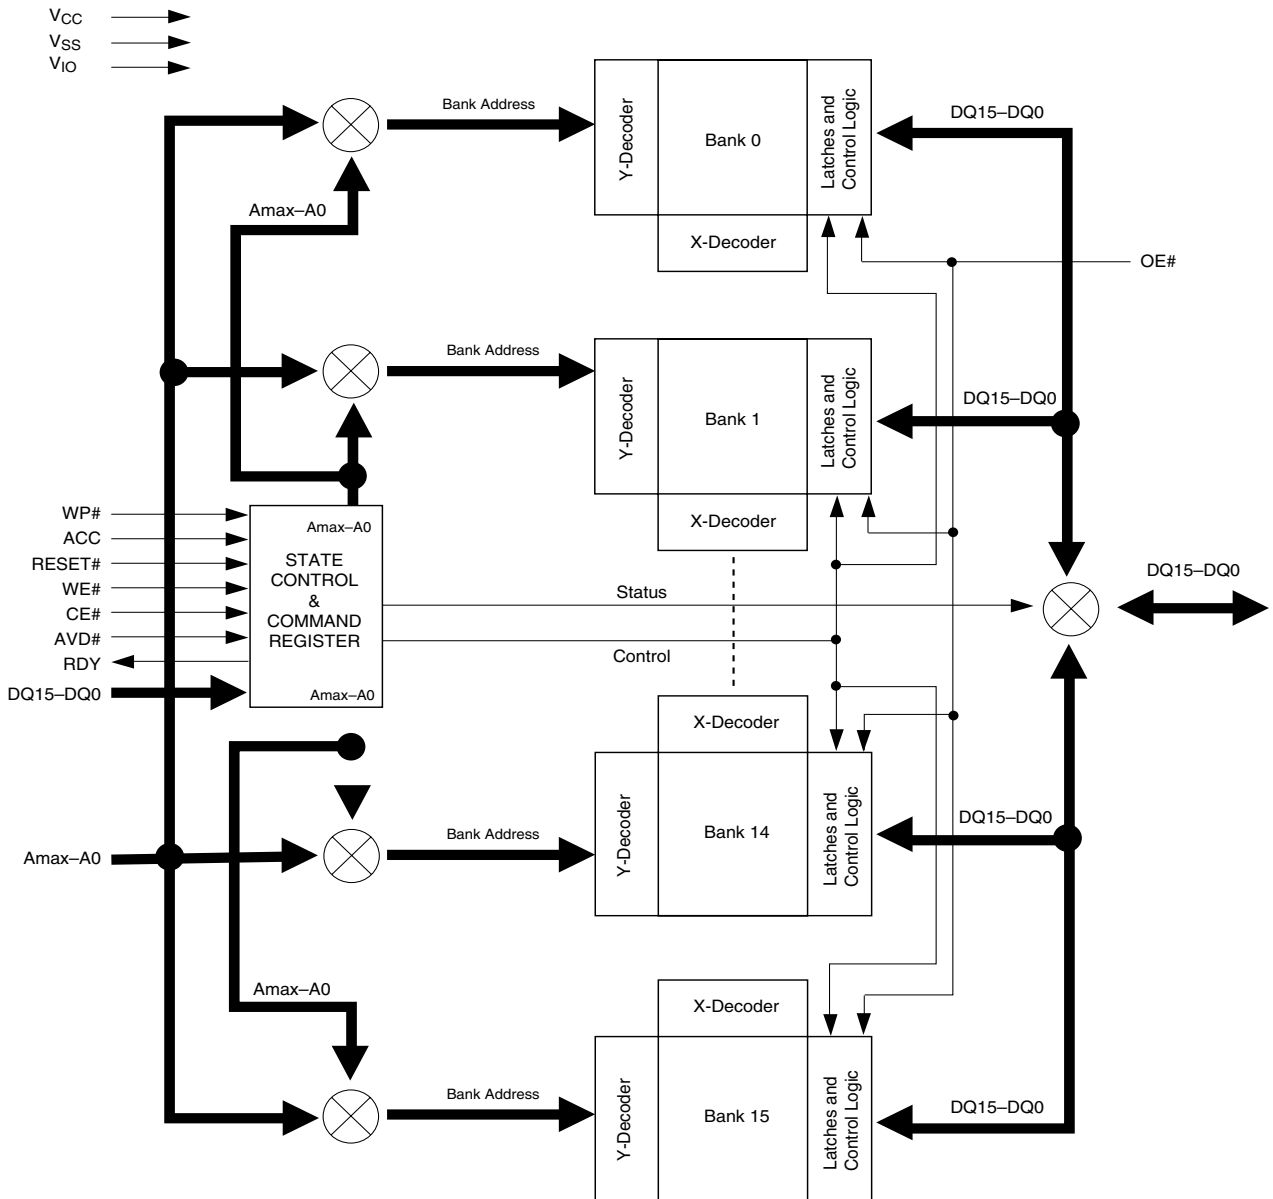 VCC
VSS
VIO
Bank Address
Y-Decoder
Bank 0
Latches and
Control Logic
X-Decoder
DQ15–DQ0
Amax–A0
OE#
Bank Address
Y-Decoder
Bank 1
Latches and
Control Logic
X-Decoder
DQ15–DQ0
WP#
ACC
RESET#
WE#
CE#
AVD#
RDY
DQ15–DQ0
Amax–A0
STATE
CONTROL
&
COMMAND
REGISTER
Amax–A0
Status
Control
DQ15–DQ0
X-Decoder
Bank Address
Y-Decoder
Bank 14
Latches and
Control Logic
DQ15–DQ0
Amax–A0
Amax–A0
X-Decoder
Bank Address
Y-Decoder
Bank 15
Latches and
Control Logic
DQ15–DQ0